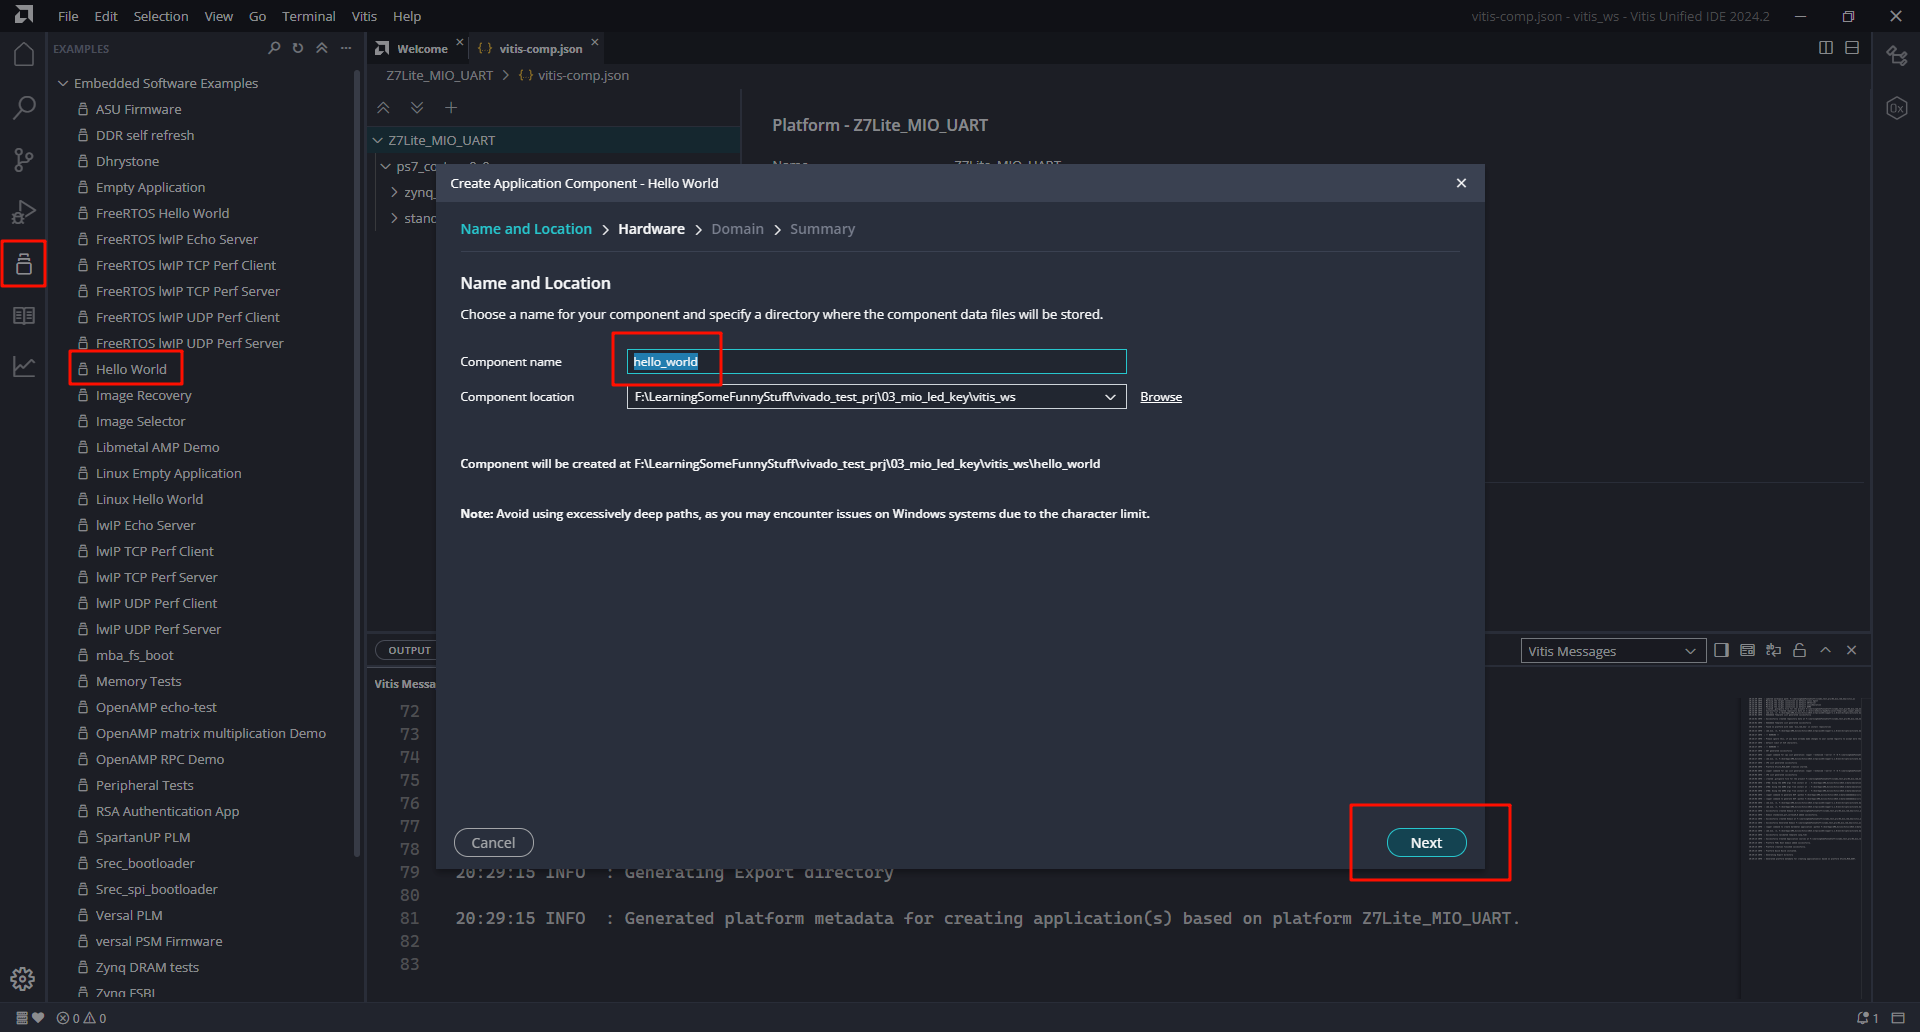 File Edit Selection View Go Terminal Vitis Help
vitis-comp.json - vitis_ws - Vitis Unified IDE 2024.2
EXAMPLES
Embedded Software Examples
ASU Firmware
DDR self refresh
Dhrystone
Empty Application
FreeRTOS Hello World
FreeRTOS lwIP Echo Server
FreeRTOS lwIP TCP Perf Client
FreeRTOS lwIP TCP Perf Server
FreeRTOS lwIP UDP Perf Client
FreeRTOS lwIP UDP Perf Server
Hello World
Image Recovery
Image Selector
Libmetal AMP Demo
Linux Empty Application
Linux Hello World
lwIP Echo Server
lwIP TCP Perf Client
lwIP TCP Perf Server
lwIP UDP Perf Client
lwIP UDP Perf Server
mba_fs_boot
Memory Tests
OpenAMP echo-test
OpenAMP matrix multiplication Demo
OpenAMP RPC Demo
Peripheral Tests
RSA Authentication App
SpartanUP PLM
Srec_bootloader
Srec_spi_bootloader
Versal PLM
versal PSM Firmware
Zynq DRAM tests
Zynq FSBL
Welcome
{..} vitis-comp.json
Z7Lite_MIO_UART > {..} vitis-comp.json
Z7Lite_MIO_UART
ps7_co
zynq_
stand
Platform - Z7Lite_MIO_UART
Name Z7Lite_MIO_UART
Create Application Component - Hello World
Name and Location > Hardware > Domain > Summary
Name and Location
Choose a name for your component and specify a directory where the component data files will be stored.
Component name hello_world
Component location F:\LearningSomeFunnyStuff\vivado_test_prj\03_mio_led_key\vitis_ws Browse
Component will be created at F:\LearningSomeFunnyStuff\vivado_test_prj\03_mio_led_key\vitis_ws\hello_world
Note: Avoid using excessively deep paths, as you may encounter issues on Windows systems due to the character limit.
Cancel
Next
OUTPUT
Vitis Messages
Vitis Messa
72
73
74
75
76
77
78
79 20:29:15 INFO : Generating Export directory
80
81 20:29:15 INFO : Generated platform metadata for creating application(s) based on platform Z7Lite_MIO_UART.
82
83
0 0
1